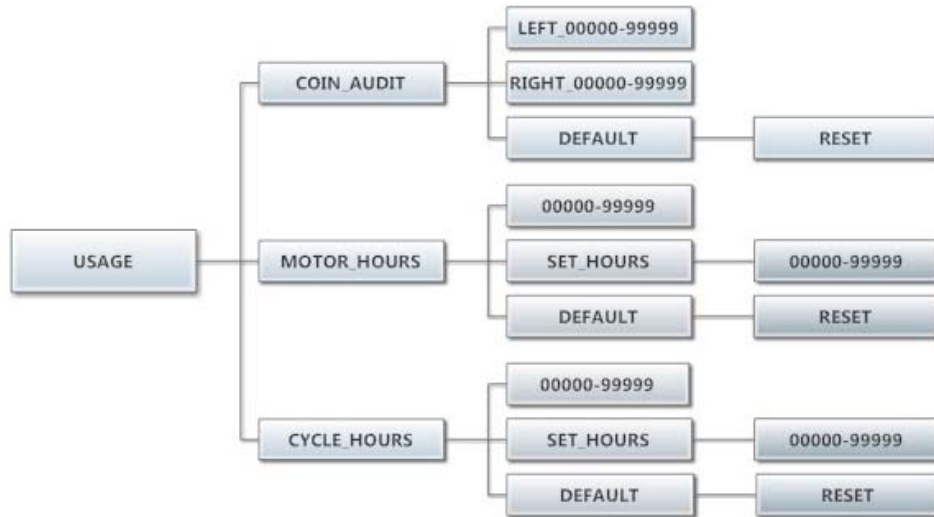 LEFT_00000-99999
COIN_AUDIT
RIGHT_00000-99999
DEFAULT
RESET
00000-99999
USAGE
MOTOR_HOURS
SET_HOURS
00000-99999
DEFAULT
RESET
00000-99999
CYCLE_HOURS
SET_HOURS
00000-99999
DEFAULT
RESET